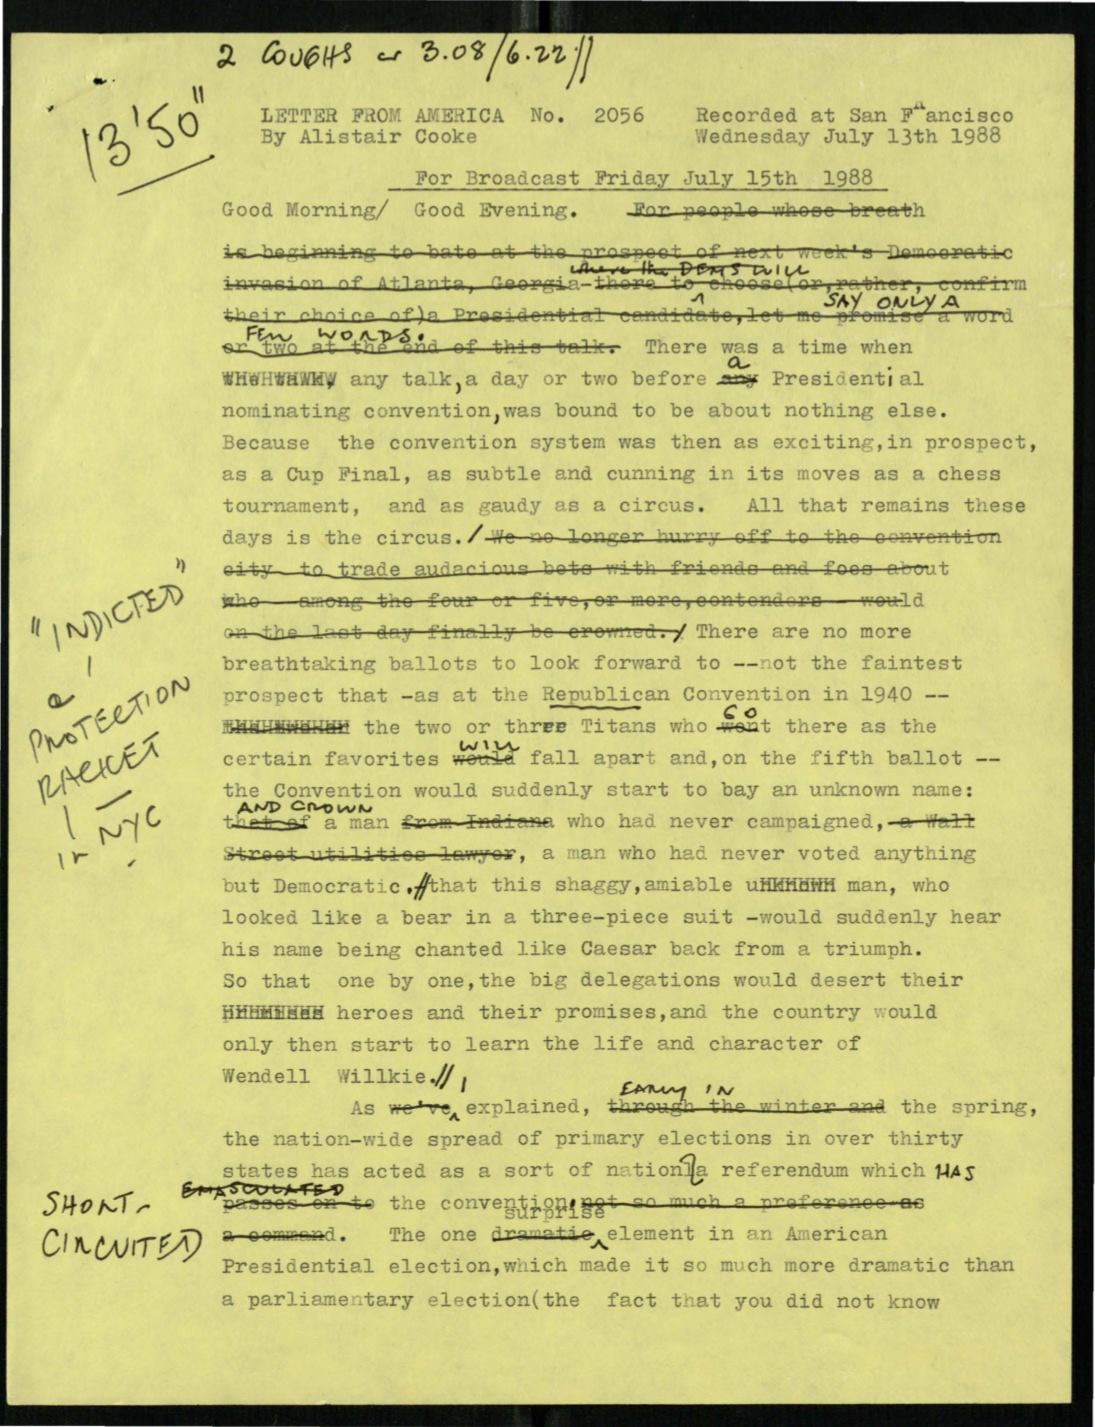 2 COUGHS 3.08/6.22//
13'50"
LETTER FROM AMERICA No. 2056 Recorded at San Francisco
By Alistair Cooke Wednesday July 13th 1988
For Broadcast Friday July 15th 1988
Good Morning/ Good Evening. For people whose breath
is beginning to bate at the prospect of next week's Democratic
where the DEMS WILL
invasion of Atlanta, Georgia-there to choose(or,rather, confirm
SAY ONLY A
their choice of)a Presidential candidate,let me promise a word
FEW WORDS.
or two at the end of this talk. There was a time when
a
any talk,a day or two before any Presidential
nominating convention,was bound to be about nothing else.
Because the convention system was then as exciting,in prospect,
as a Cup Final, as subtle and cunning in its moves as a chess
tournament, and as gaudy as a circus. All that remains these
days is the circus./ We no longer hurry off to the convention
city to trade audacious bets with friends and foes about
who - among the four or five,or more,contenders - would
on the last day finally be crowned./ There are no more
breathtaking ballots to look forward to --not the faintest
prospect that -as at the Republican Convention in 1940 --
GO
the two or three Titans who went there as the
WILL
certain favorites would fall apart and,on the fifth ballot --
the Convention would suddenly start to bay an unknown name:
AND CROWN
that of a man from Indiana who had never campaigned, a Wall
Street utilities lawyer, a man who had never voted anything
but Democratic.//that this shaggy,amiable man, who
looked like a bear in a three-piece suit -would suddenly hear
his name being chanted like Caesar back from a triumph.
So that one by one,the big delegations would desert their
heroes and their promises,and the country would
only then start to learn the life and character of
Wendell Willkie.//
I EARLY IN
As we've explained, through the winter and the spring,
the nation-wide spread of primary elections in over thirty
states has acted as a sort of nationla referendum which HAS
EMASCULATED
passes on to the convention, not so much a preference as
surprise
a command. The one dramatic element in an American
Presidential election,which made it so much more dramatic than
a parliamentary election(the fact that you did not know
"INDICTED"
a
PROTECTION
RACKET
in NYC
SHORT-
CIRCUITED